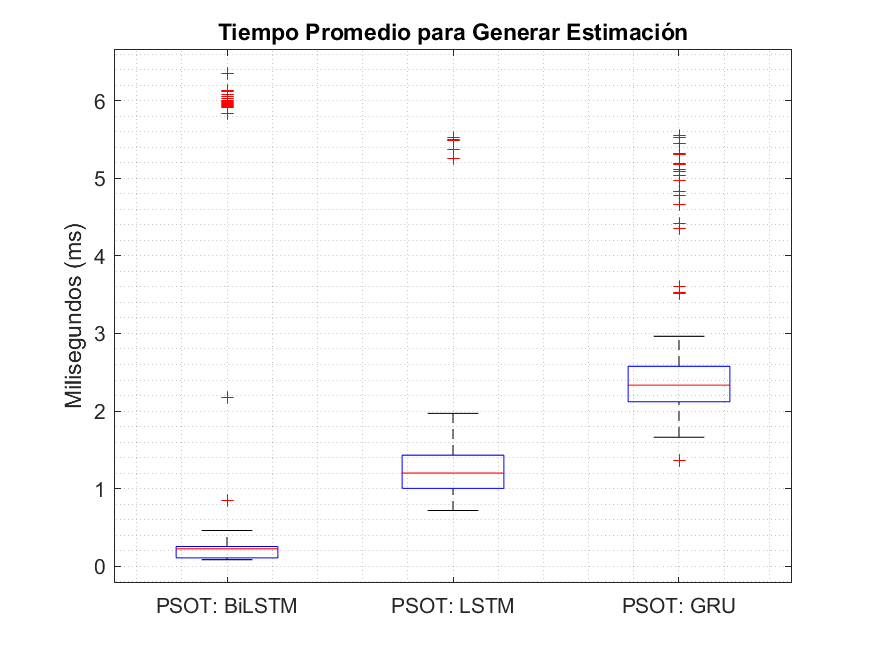 Tiempo Promedio para Generar Estimación
Milisegundos (ms)
6
5
4
3
2
1
0
PSOT: BiLSTM
PSOT: LSTM
PSOT: GRU